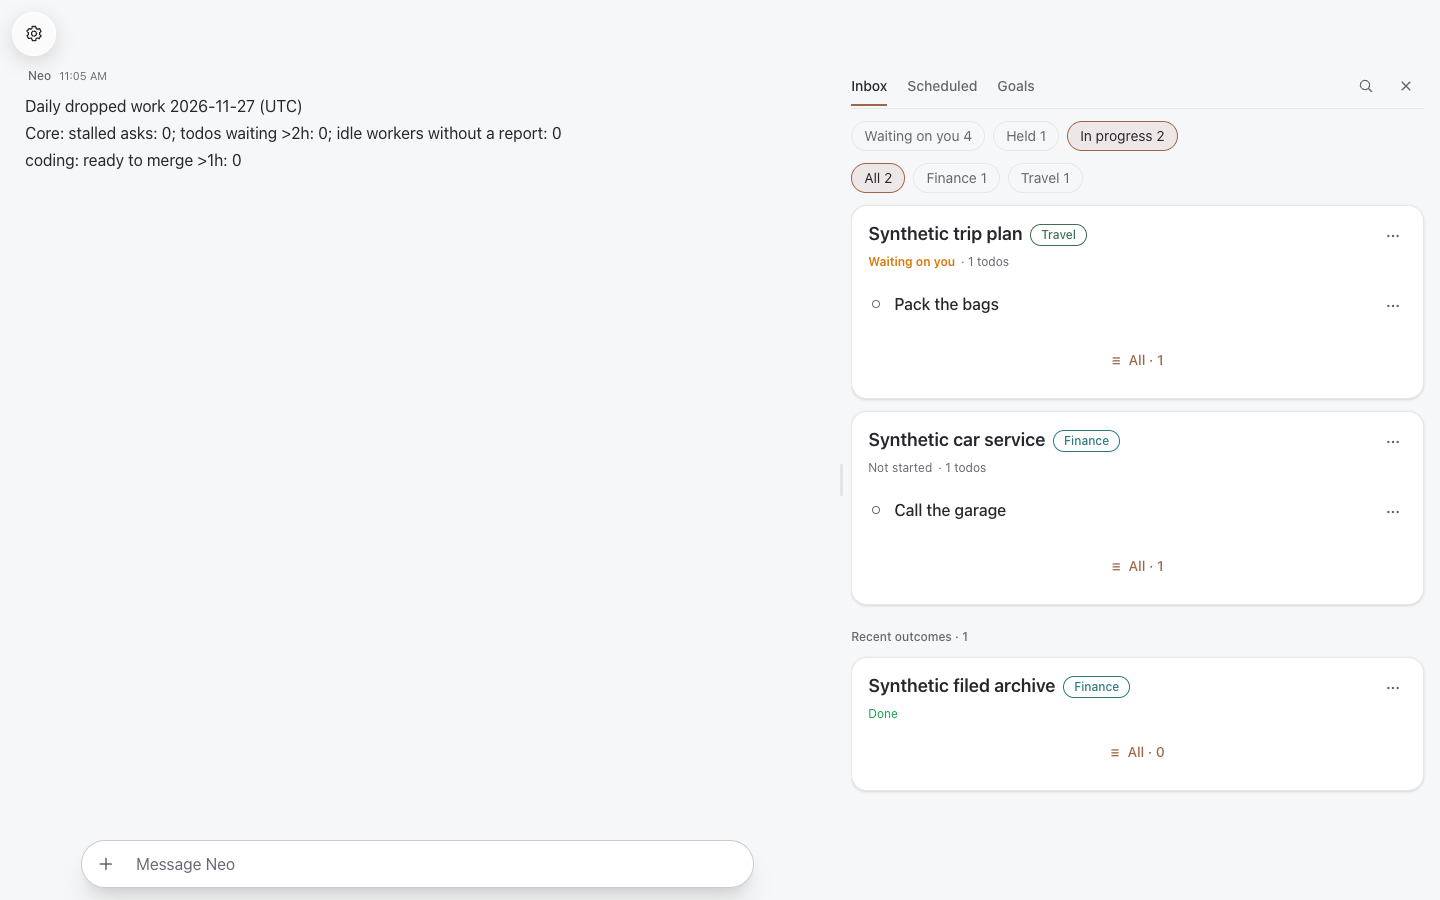 Neo 11:05 AM
Daily dropped work 2026-11-27 (UTC)
Core: stalled asks: 0; todos waiting >2h: 0; idle workers without a report: 0
coding: ready to merge >1h: 0
Message Neo
Inbox Scheduled Goals
Waiting on you 4 Held 1 In progress 2
All 2 Finance 1 Travel 1
Synthetic trip plan Travel
Waiting on you · 1 todos
Pack the bags
All · 1
Synthetic car service Finance
Not started · 1 todos
Call the garage
All · 1
Recent outcomes · 1
Synthetic filed archive Finance
Done
All · 0